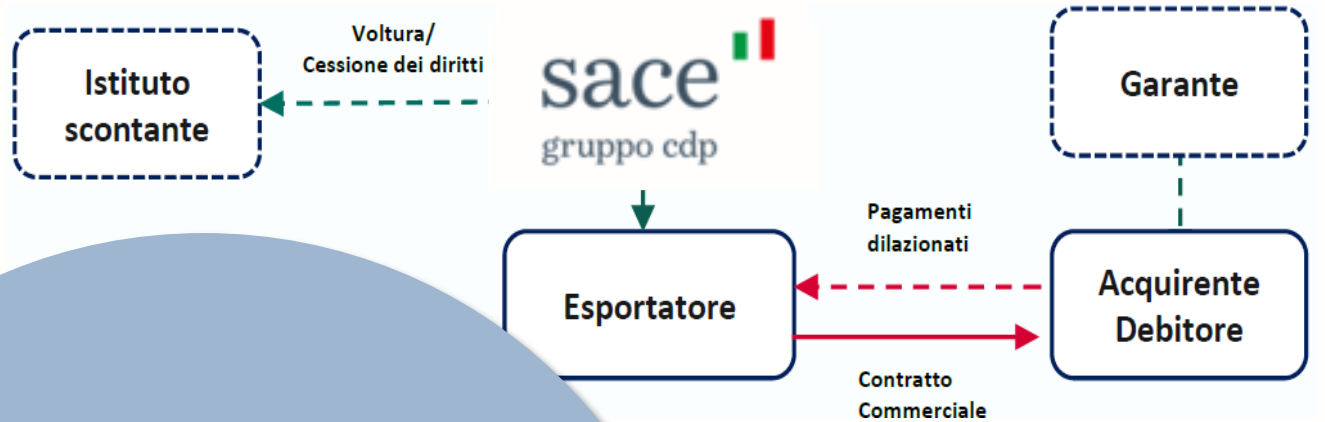 Voltura/
Cessione dei diritti
Istituto
scontante
sace
gruppo cdp
Garante
Pagamenti
dilazionati
Esportatore
Acquirente
Debitore
Contratto
Commerciale